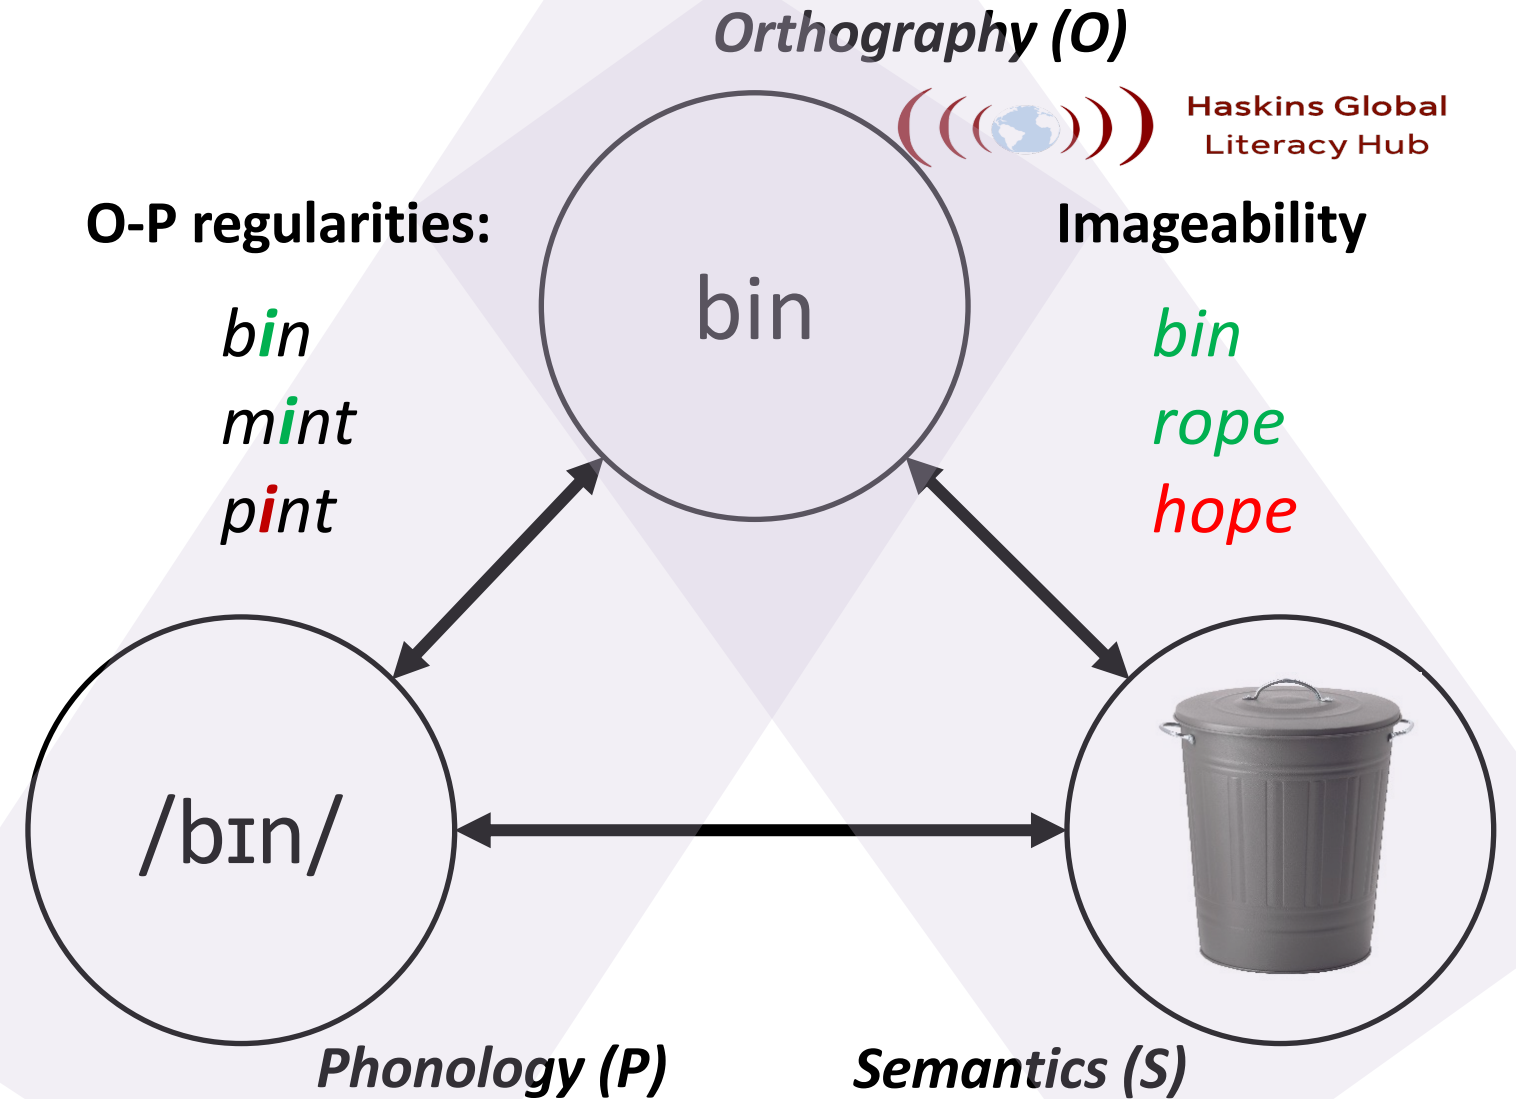 Orthography (O)
Haskins Global
Literacy Hub
O-P regularities:
bin
mint
pint
bin
Imageability
bin
rope
hope
/bɪn/
Phonology (P)
Semantics (S)